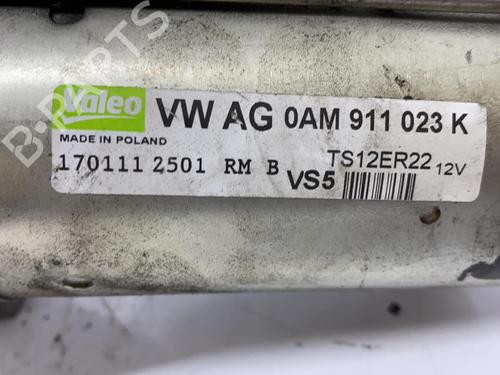 Valeo VW AG 0AM 911 023 K
MADE IN POLAND
170111 2501 RM B VS5 TS12ER22 12V
B-PARTS